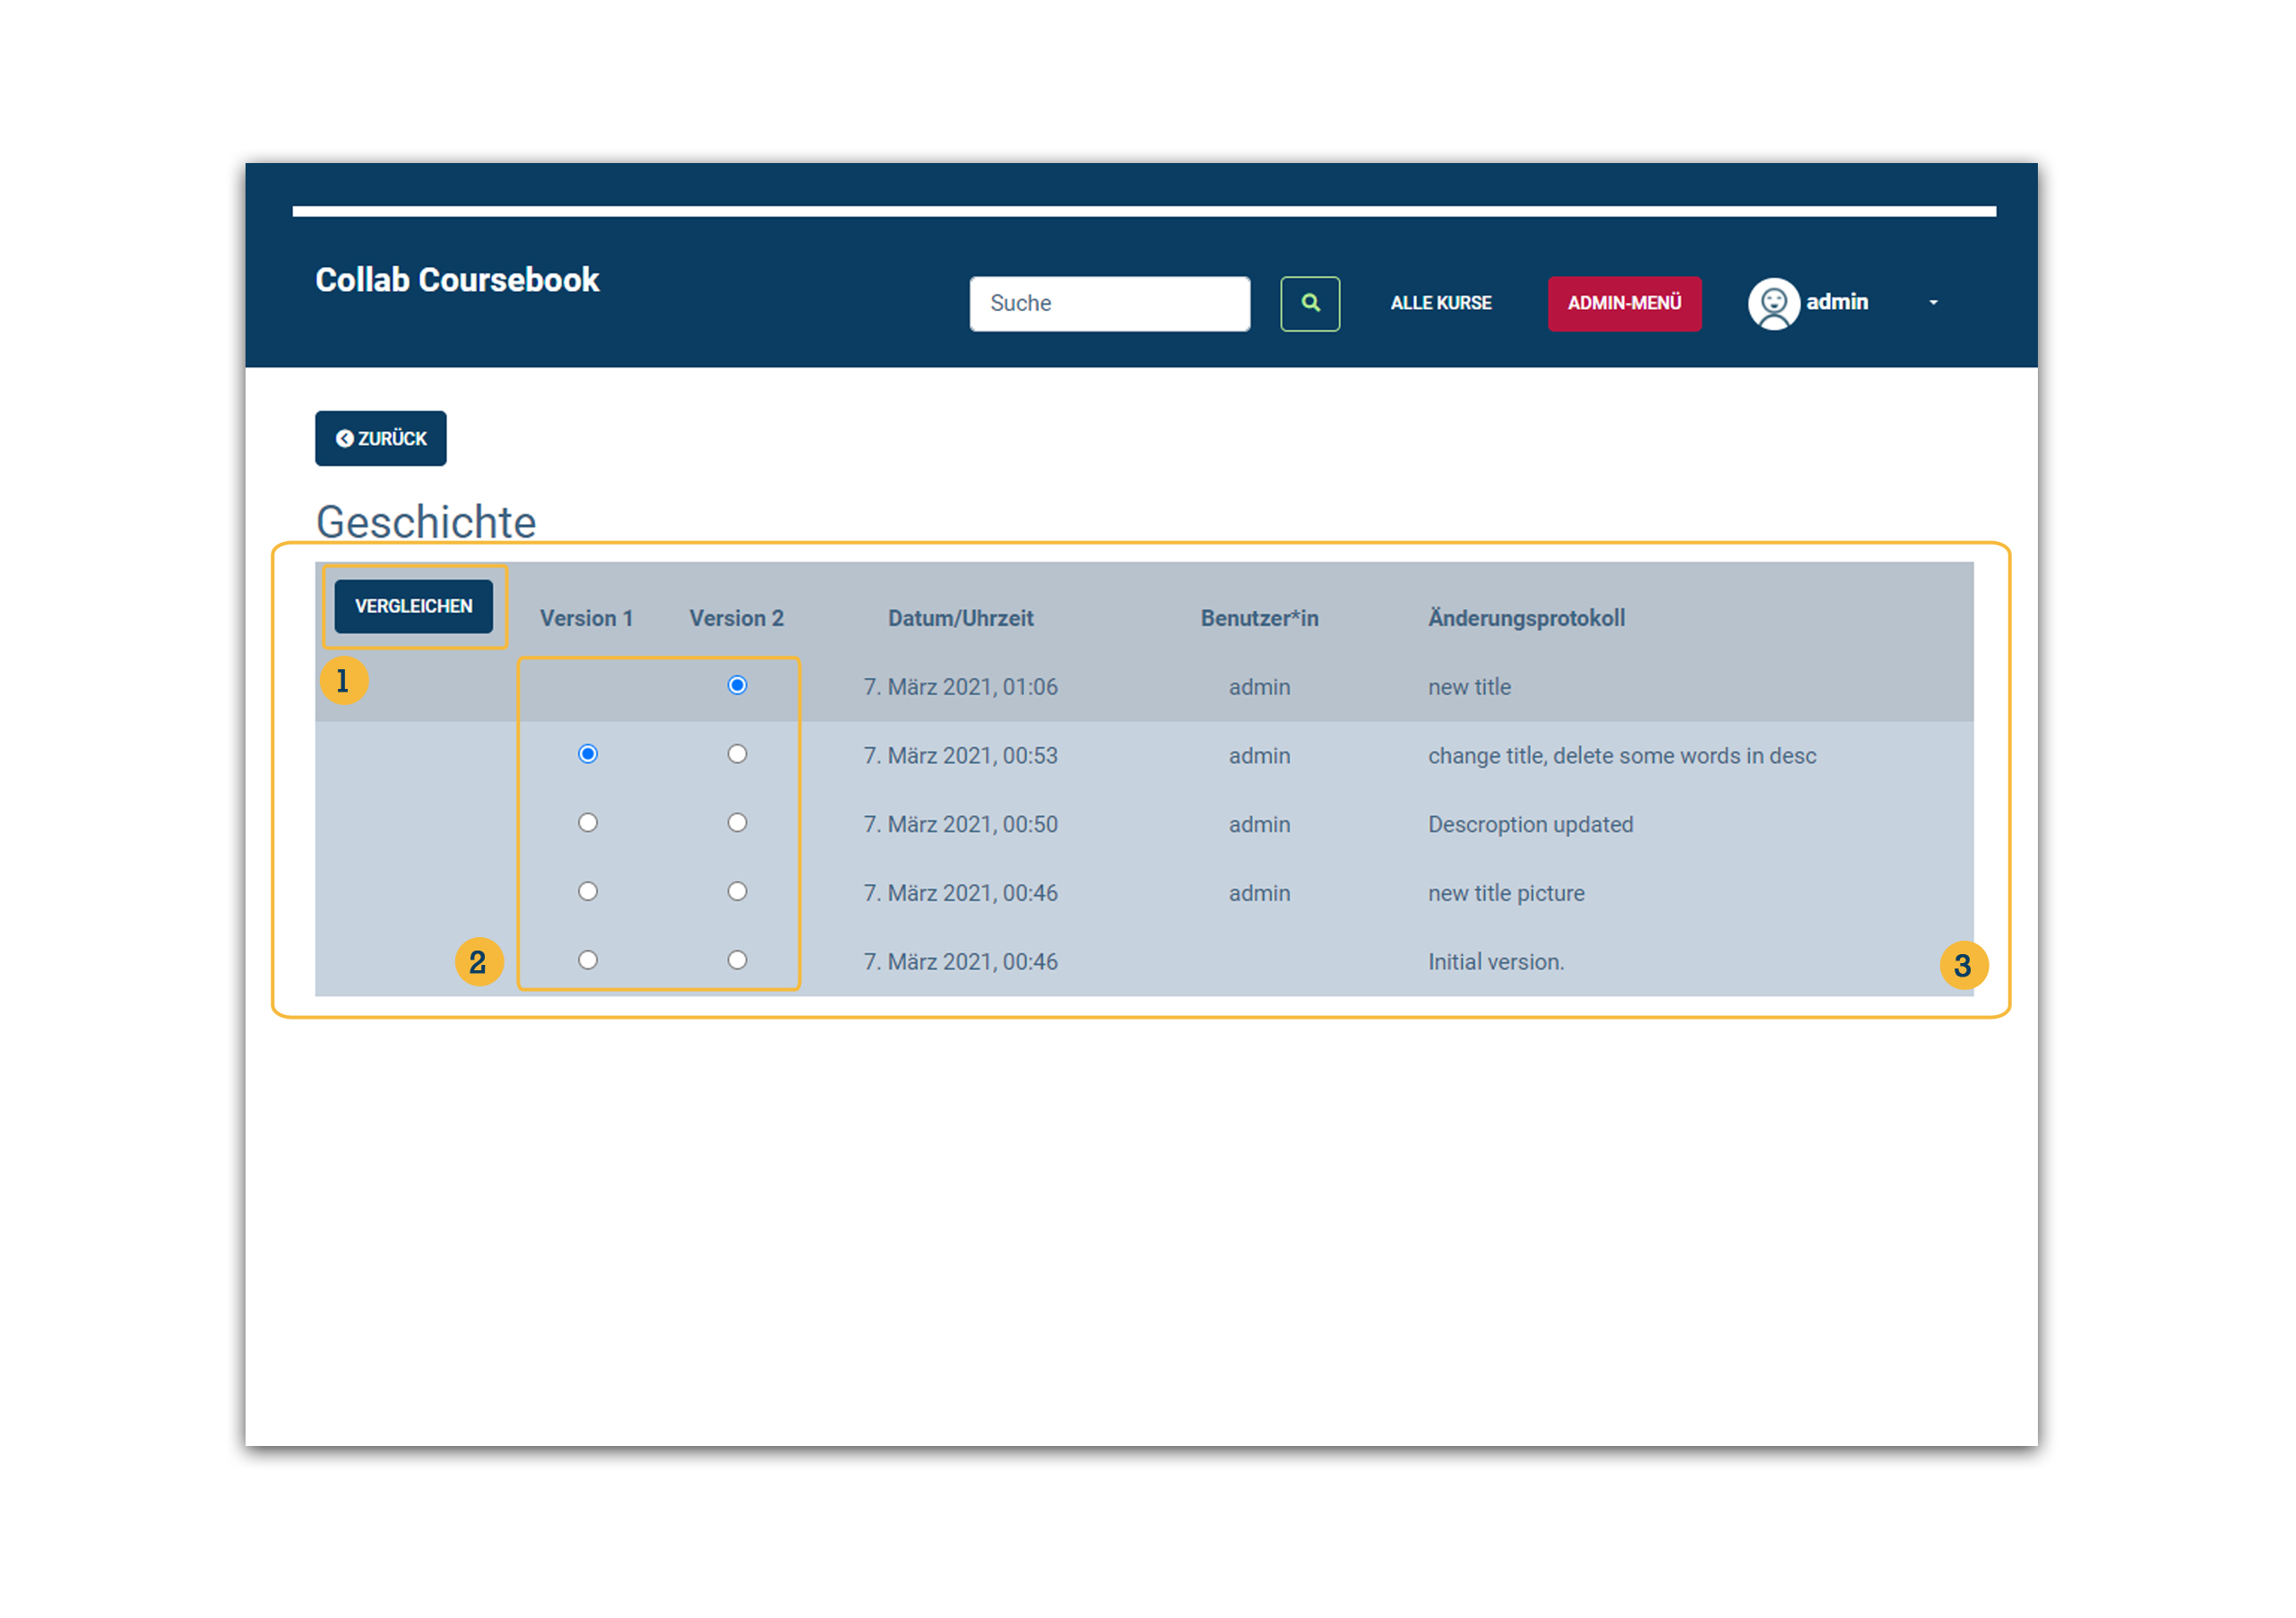 Collab Coursebook
Suche
ALLE KURSE
ADMIN-MENÜ
admin
ZURÜCK
Geschichte
VERGLEICHEN Version 1 Version 2 Datum/Uhrzeit Benutzer*in Änderungsprotokoll
1
7. März 2021, 01:06 admin new title
7. März 2021, 00:53 admin change title, delete some words in desc
7. März 2021, 00:50 admin Descroption updated
7. März 2021, 00:46 admin new title picture
2 7. März 2021, 00:46 Initial version. 3